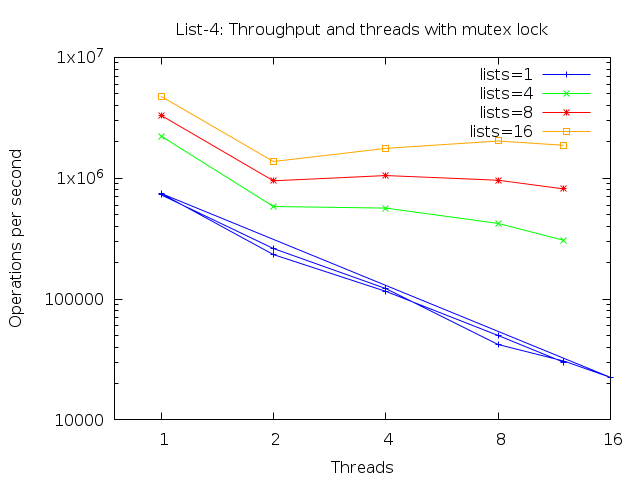 List-4: Throughput and threads with mutex lock
1x10^7
lists=1
lists=4
lists=8
lists=16
1x10^6
Operations per second
100000
10000
1 2 4 8 16
Threads